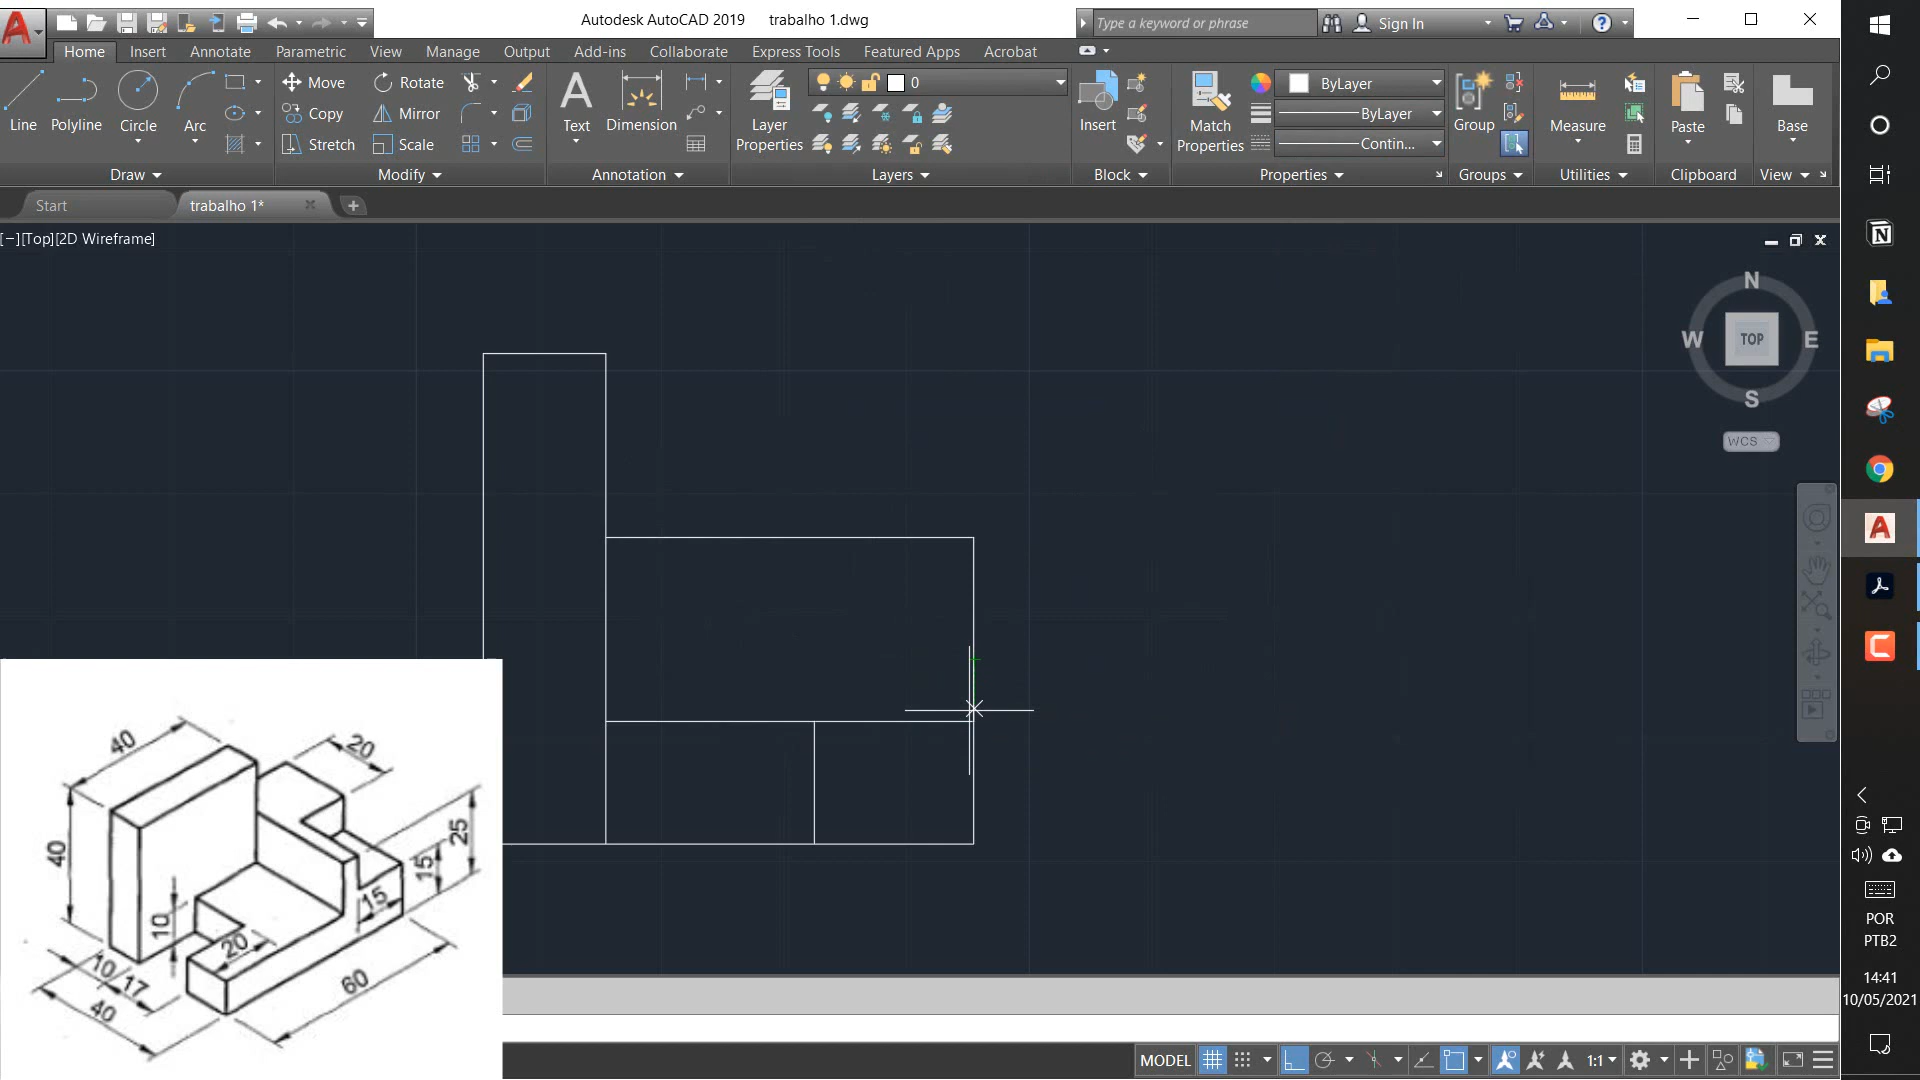 Autodesk AutoCAD 2019 trabalho 1.dwg
Type a keyword or phrase
Sign In
Home Insert Annotate Parametric View Manage Output Add-ins Collaborate Express Tools Featured Apps Acrobat
Line Polyline Circle Arc
Move Rotate
Copy Mirror
Stretch Scale
Text Dimension
Layer
Properties
0
Insert
Match
Properties
ByLayer
ByLayer
Contin...
Group
Measure
Paste
Base
Draw Modify Annotation Layers Block Properties Groups Utilities Clipboard View
Start trabalho 1*
[−][Top][2D Wireframe]
N
W TOP E
S
WCS
40
20
40
25
15
15
10
20
10
17
60
40
MODEL 1:1
POR
PTB2
14:41
10/05/2021